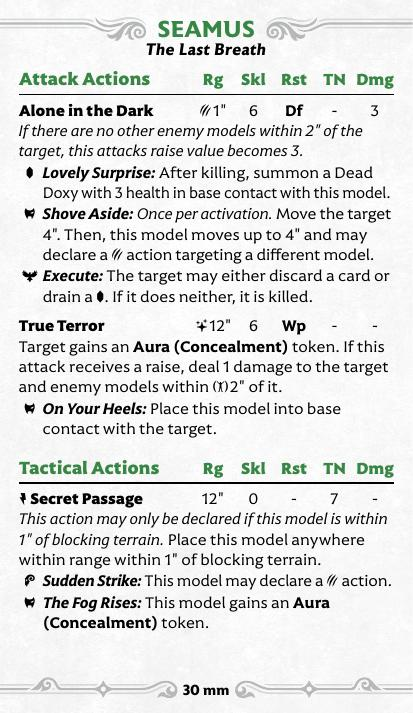 SEAMUS
The Last Breath
Attack Actions Rg Skl Rst TN Dmg
Alone in the Dark 1" 6 Df - 3
If there are no other enemy models within 2" of the
target, this attacks raise value becomes 3.
Lovely Surprise: After killing, summon a Dead
Doxy with 3 health in base contact with this model.
Shove Aside: Once per activation. Move the target
4". Then, this model moves up to 4" and may
declare a action targeting a different model.
Execute: The target may either discard a card or
drain a . If it does neither, it is killed.
True Terror 12" 6 Wp - -
Target gains an Aura (Concealment) token. If this
attack receives a raise, deal 1 damage to the target
and enemy models within 2" of it.
On Your Heels: Place this model into base
contact with the target.
Tactical Actions Rg Skl Rst TN Dmg
Secret Passage 12" 0 - 7 -
This action may only be declared if this model is within
1" of blocking terrain. Place this model anywhere
within range within 1" of blocking terrain.
Sudden Strike: This model may declare a action.
The Fog Rises: This model gains an Aura
(Concealment) token.
30 mm